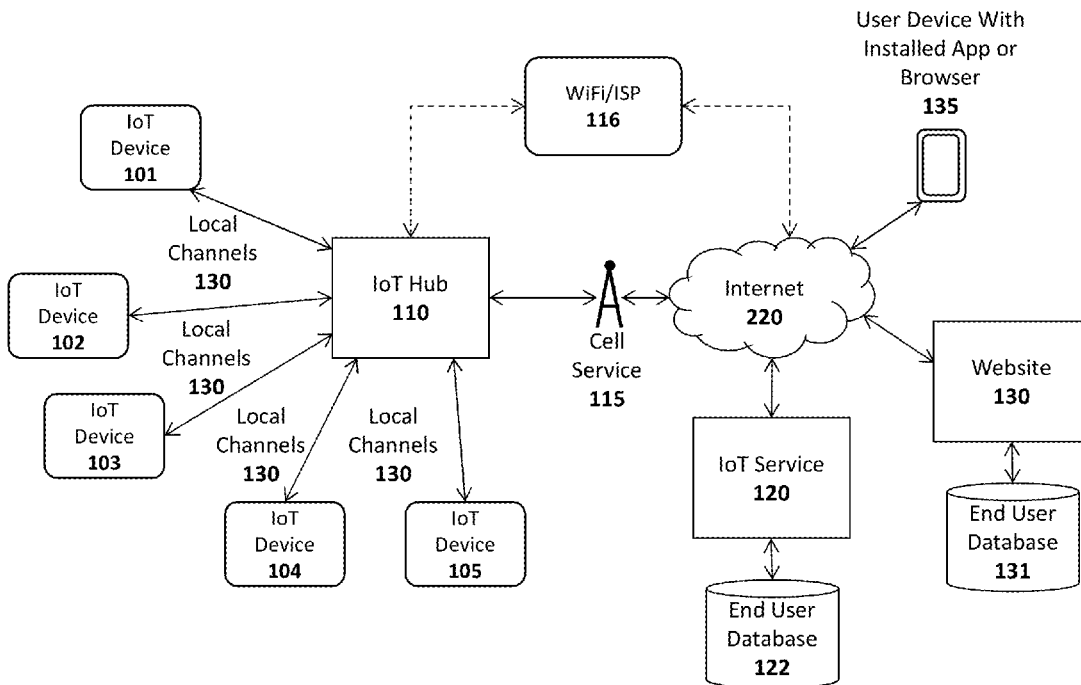 User Device With
Installed App or
Browser
135
WiFi/ISP
116
IoT
Device
101
Local
Channels
130
IoT
Device
102
Local
Channels
130
IoT
Device
103
IoT Hub
110
Cell
Service
115
Internet
220
Website
130
Local
Channels
130
Local
Channels
130
IoT
Device
104
IoT
Device
105
IoT Service
120
End User
Database
131
End User
Database
122